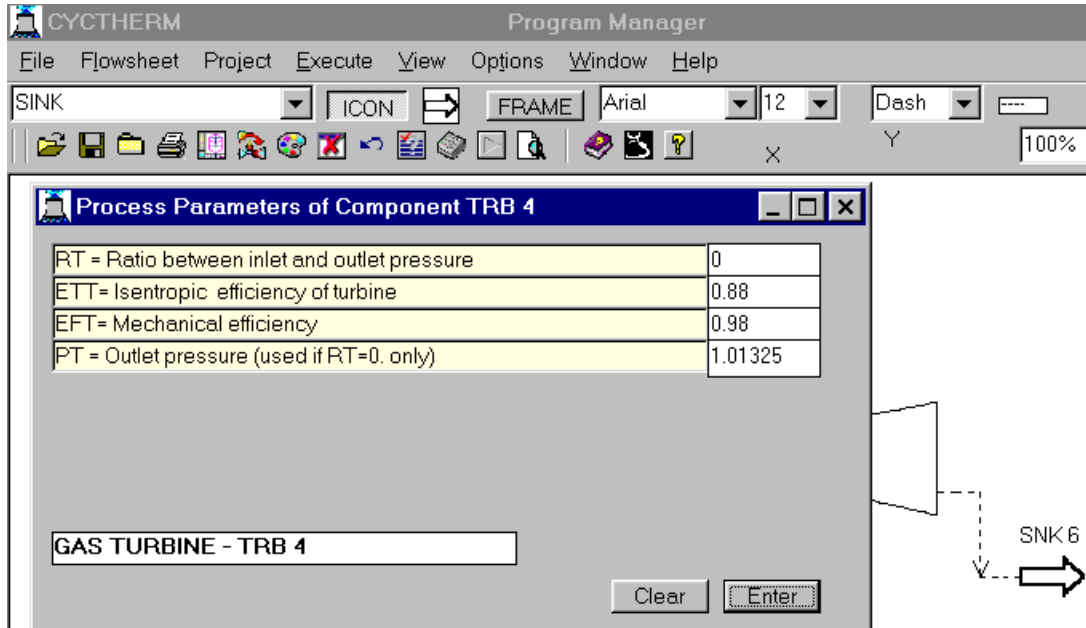 CYCTHERM Program Manager
File Flowsheet Project Execute View Options Window Help
SINK ICON FRAME Arial 12 Dash
X Y 100%
Process Parameters of Component TRB 4
RT = Ratio between inlet and outlet pressure 0
ETT= Isentropic efficiency of turbine 0.88
EFT= Mechanical efficiency 0.98
PT = Outlet pressure (used if RT=0. only) 1.01325
GAS TURBINE - TRB 4
SNK 6
Clear Enter